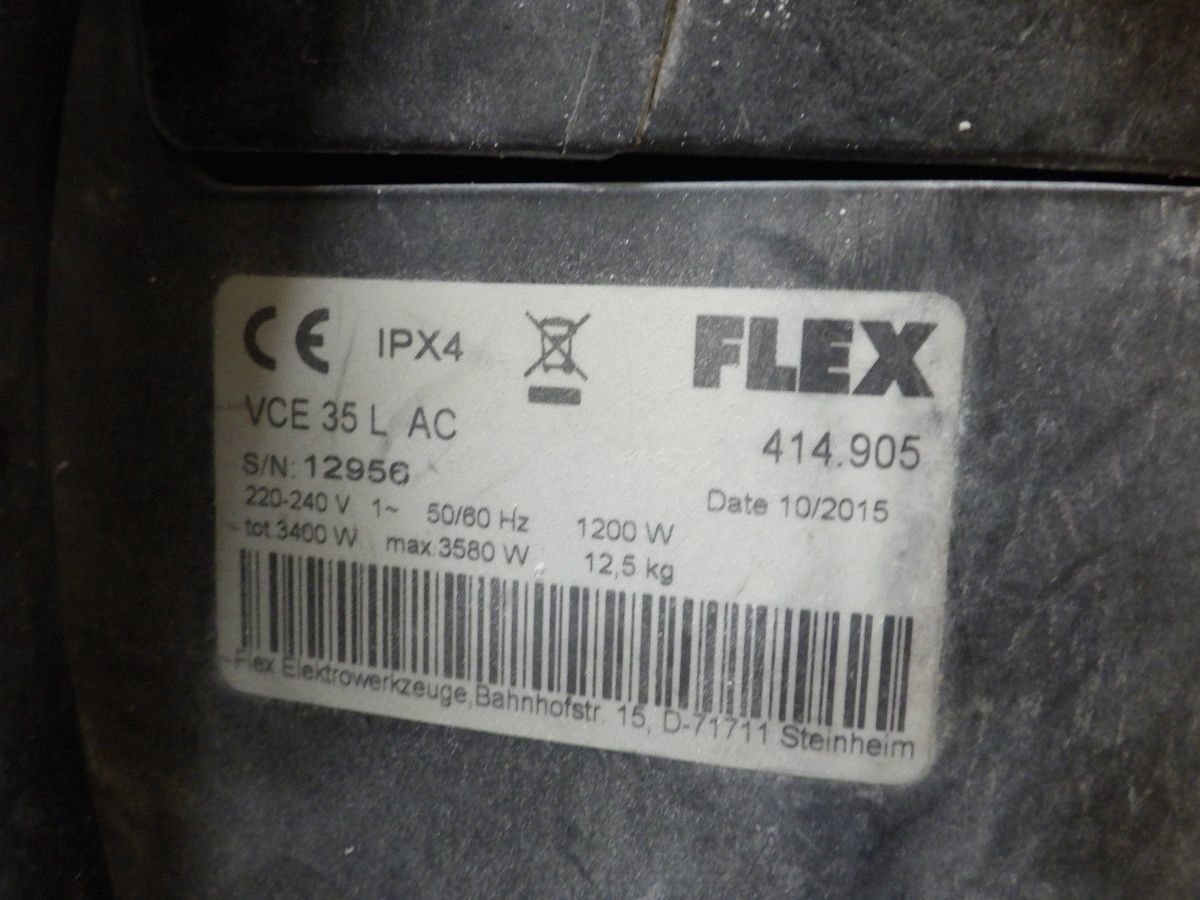 CE IPX4 FLEX
VCE 35 L AC 414.905
S/N: 12956
220-240 V 1~ 50/60 Hz 1200 W Date 10/2015
tot.3400 W max.3580 W 12,5 kg
Flex Elektrowerkzeuge,Bahnhofstr. 15, D-71711 Steinheim